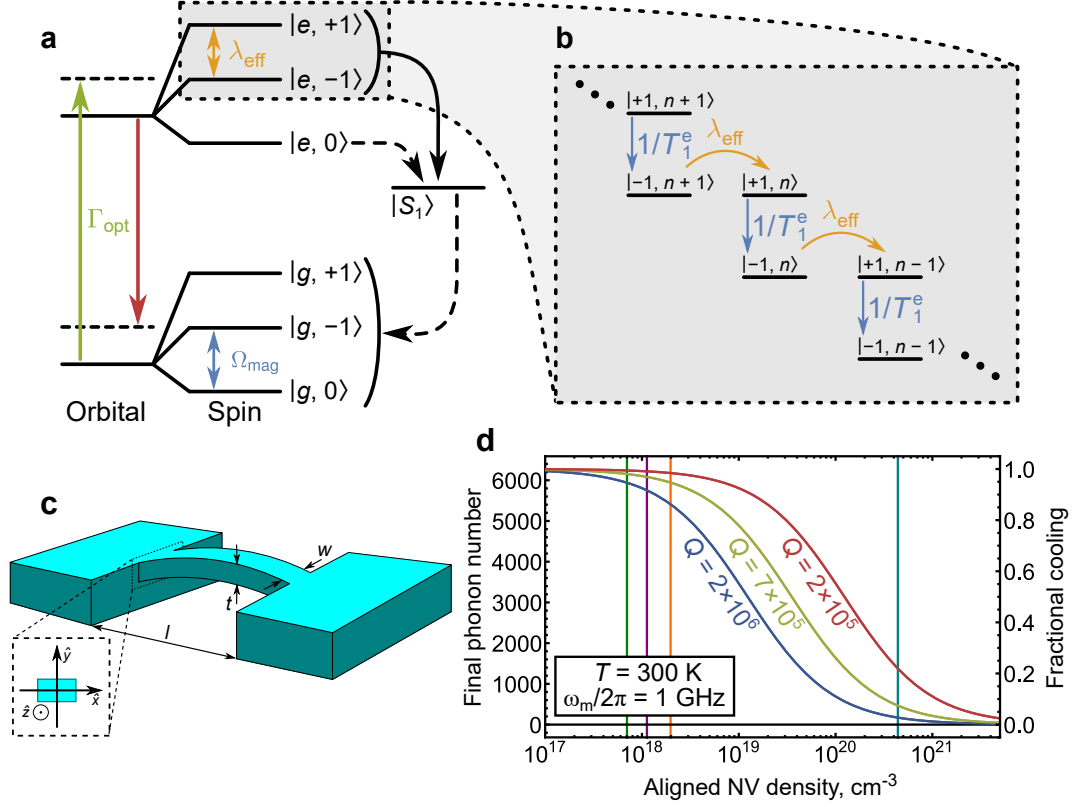 a
|e, +1⟩
λeff
|e, −1⟩
|e, 0⟩
|S1⟩
Γopt
|g, +1⟩
|g, −1⟩
Ωmag
|g, 0⟩
Orbital
Spin
b
|+1, n + 1⟩
1/T1e
λeff
|−1, n + 1⟩
|+1, n⟩
1/T1e
λeff
|−1, n⟩
|+1, n − 1⟩
1/T1e
|−1, n − 1⟩
c
w
t
l
ŷ
x̂
ẑ
d
Final phonon number
6000
5000
4000
3000
2000
1000
0
Q = 2×10⁶
Q = 7×10⁵
Q = 2×10⁵
T = 300 K
ωm/2π = 1 GHz
1.0
0.8
0.6
0.4
0.2
0.0
Fractional cooling
10¹⁷
10¹⁸
10¹⁹
10²⁰
10²¹
Aligned NV density, cm⁻³